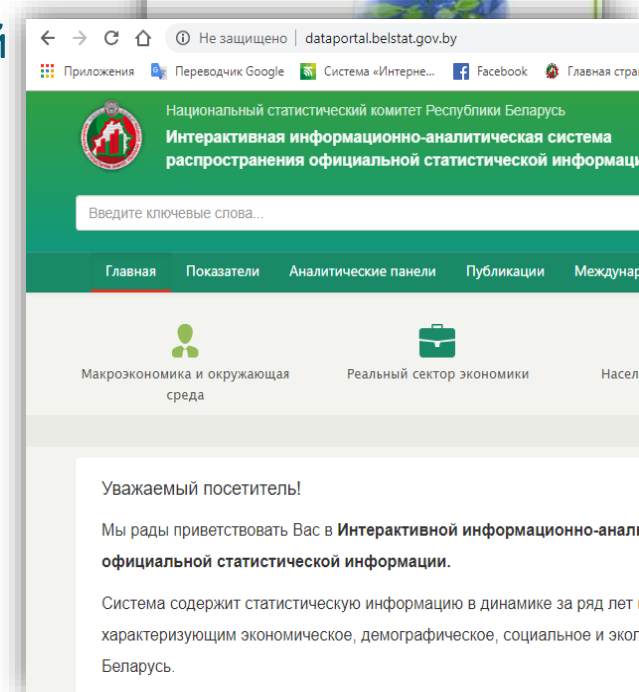 й
Не защищено | dataportal.belstat.gov.by
Приложения Переводчик Google Система «Интерне... Facebook Главная стра
Национальный статистический комитет Республики Беларусь
Интерактивная информационно-аналитическая система
распространения официальной статистической информаци
Введите ключевые слова...
Главная Показатели Аналитические панели Публикации Междунар
Макроэкономика и окружающая
среда
Реальный сектор экономики
Насел
Уважаемый посетитель!
Мы рады приветствовать Вас в Интерактивной информационно-анали
официальной статистической информации.
Система содержит статистическую информацию в динамике за ряд лет
характеризующим экономическое, демографическое, социальное и экол
Беларусь.